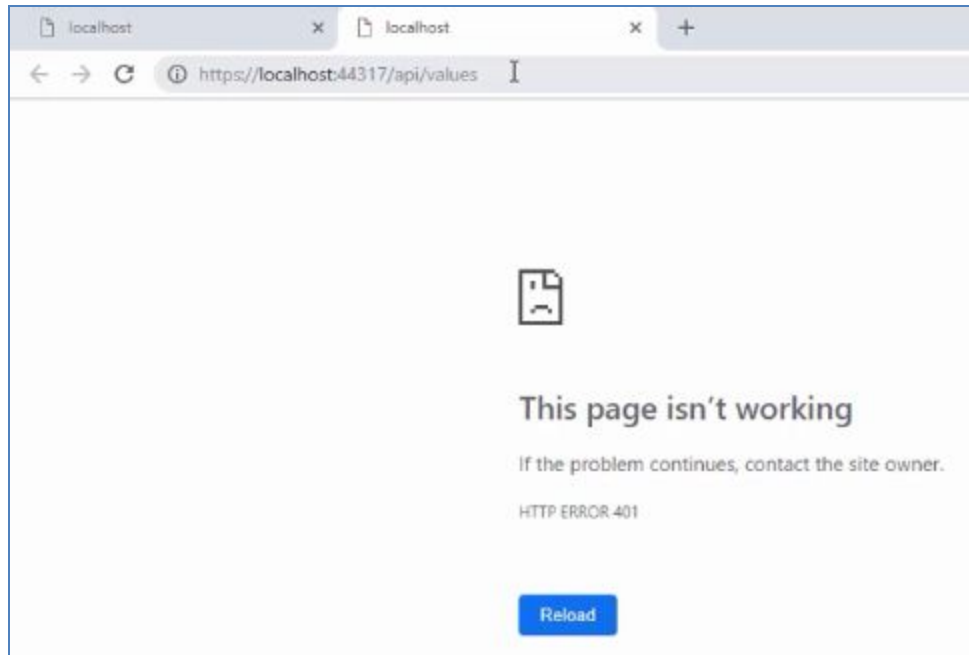 localhost
localhost
https://localhost:44317/api/values
This page isn't working
If the problem continues, contact the site owner.
HTTP ERROR 401
Reload